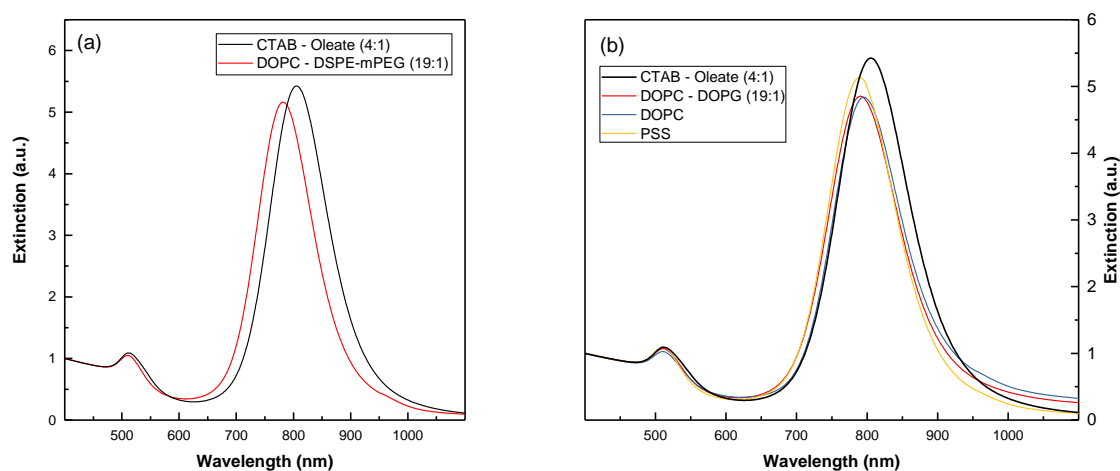 (a)
CTAB - Oleate (4:1)
DOPC - DSPE-mPEG (19:1)
6
5
4
3
2
1
0
Extinction (a.u.)
500 600 700 800 900 1000
Wavelength (nm)
(b)
CTAB - Oleate (4:1)
DOPC - DOPG (19:1)
DOPC
PSS
6
5
4
3
2
1
0
Extinction (a.u.)
500 600 700 800 900 1000
Wavelength (nm)